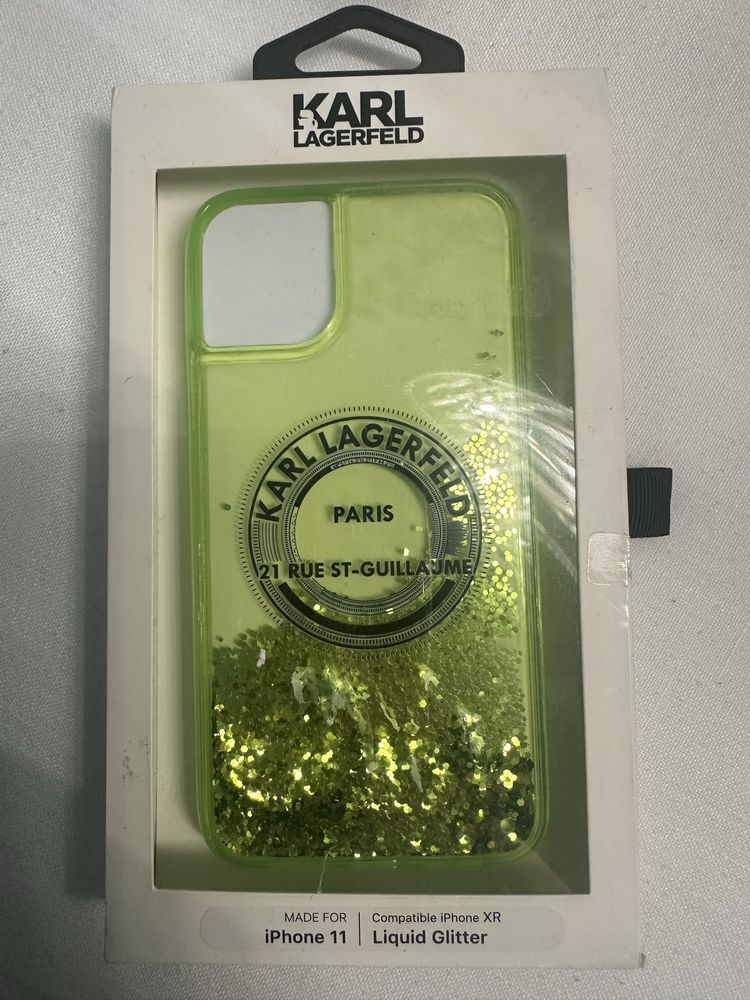 KARL
LAGERFELD
KARL LAGERFELD
PARIS
21 RUE ST-GUILLAUME
MADE FOR
iPhone 11
Compatible iPhone XR
Liquid Glitter